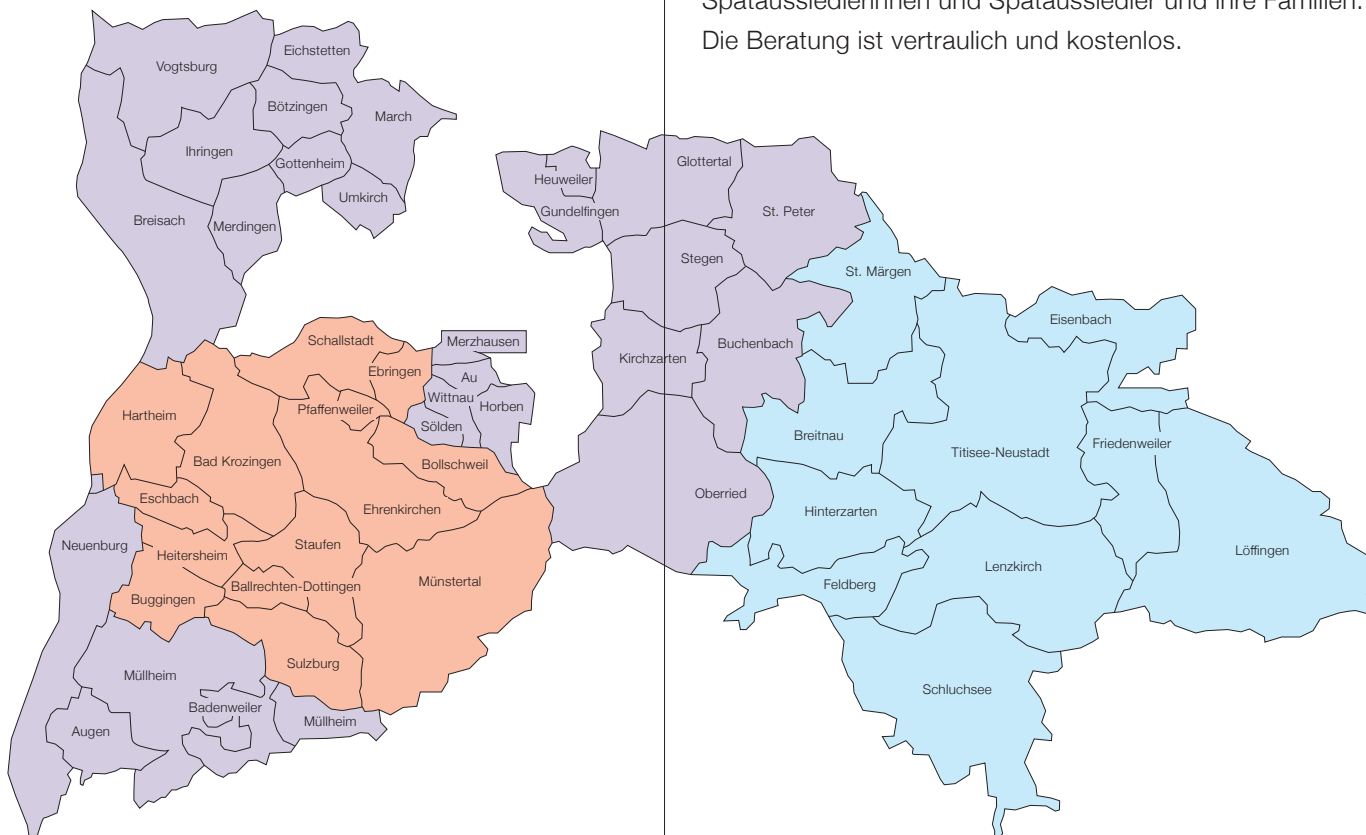 Spätaussiedlerinnen und Spätaussiedler und ihre Familien.
Die Beratung ist vertraulich und kostenlos.
Vogtsburg
Eichstetten
Bötzingen
March
Ihringen
Gottenheim
Umkirch
Breisach
Merdingen
Heuweiler
Glottertal
Gundelfingen
St. Peter
Stegen
St. Märgen
Eisenbach
Schallstadt
Merzhausen
Buchenbach
Kirchzarten
Ebringen
Au
Wittnau
Horben
Hartheim
Pfaffenweiler
Sölden
Breitnau
Titisee-Neustadt
Friedenweiler
Bad Krozingen
Bollschweil
Eschbach
Oberried
Ehrenkirchen
Hinterzarten
Neuenburg
Heitersheim
Staufen
Löffingen
Münstertal
Lenzkirch
Ballrechten-Dottingen
Feldberg
Buggingen
Sulzburg
Müllheim
Schluchsee
Badenweiler
Müllheim
Augen